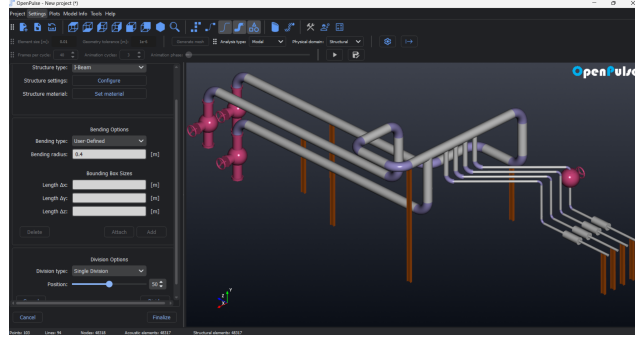 OpenPulse - New project (*)
Project Settings Plots Model Info Tools Help
Element size [m]: 0.01 Geometry tolerance [m]: 1e-6 Generate mesh Analysis type: Modal Physical domain: Structural
Frames per cycle: 40 Animation cycles: Animation phase:
Structure type: I-Beam
Structure settings: Configure
Structure material: Set material
OpenPulse
Bending Options
Bending type: User-Defined
Bending radius: 0.4 [m]
Bounding Box Sizes
Length Δx: [m]
Length Δy: [m]
Length Δz: [m]
Delete Attach Add
Division Options
Division type: Single Division
Position: 50
Cancel Finalize
Points: 103 Lines: 99 Nodes: 48318 Acoustic elements: 48317 Structural elements: 48317